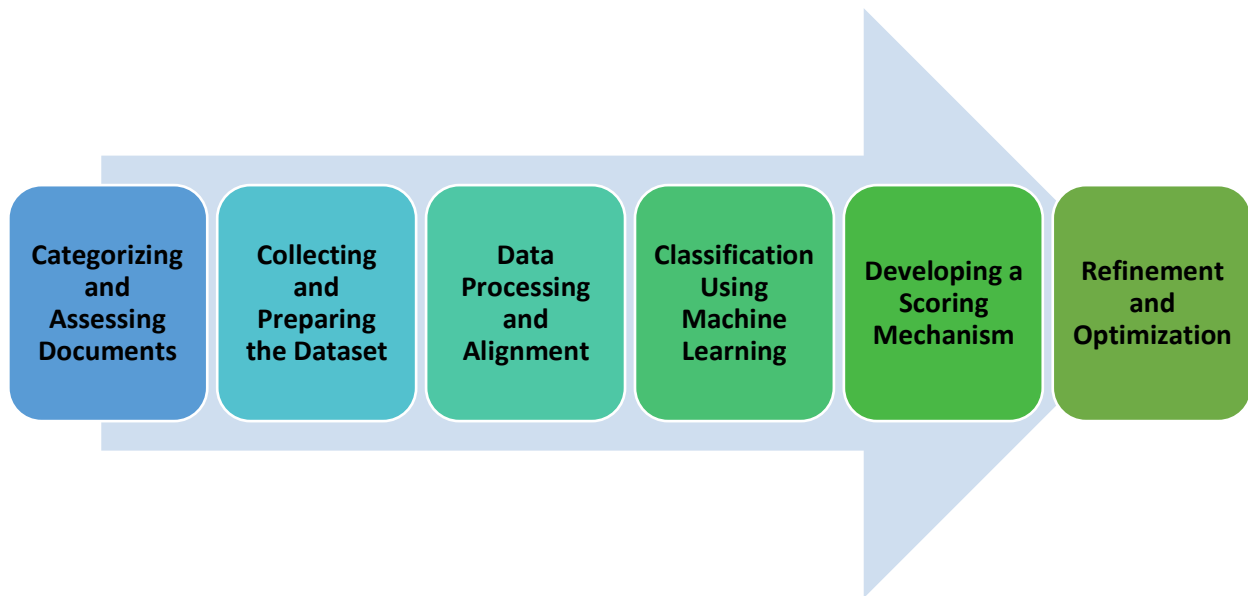 Categorizing
and
Assessing
Documents
Collecting
and
Preparing
the Dataset
Data
Processing
and
Alignment
Classification
Using
Machine
Learning
Developing a
Scoring
Mechanism
Refinement
and
Optimization